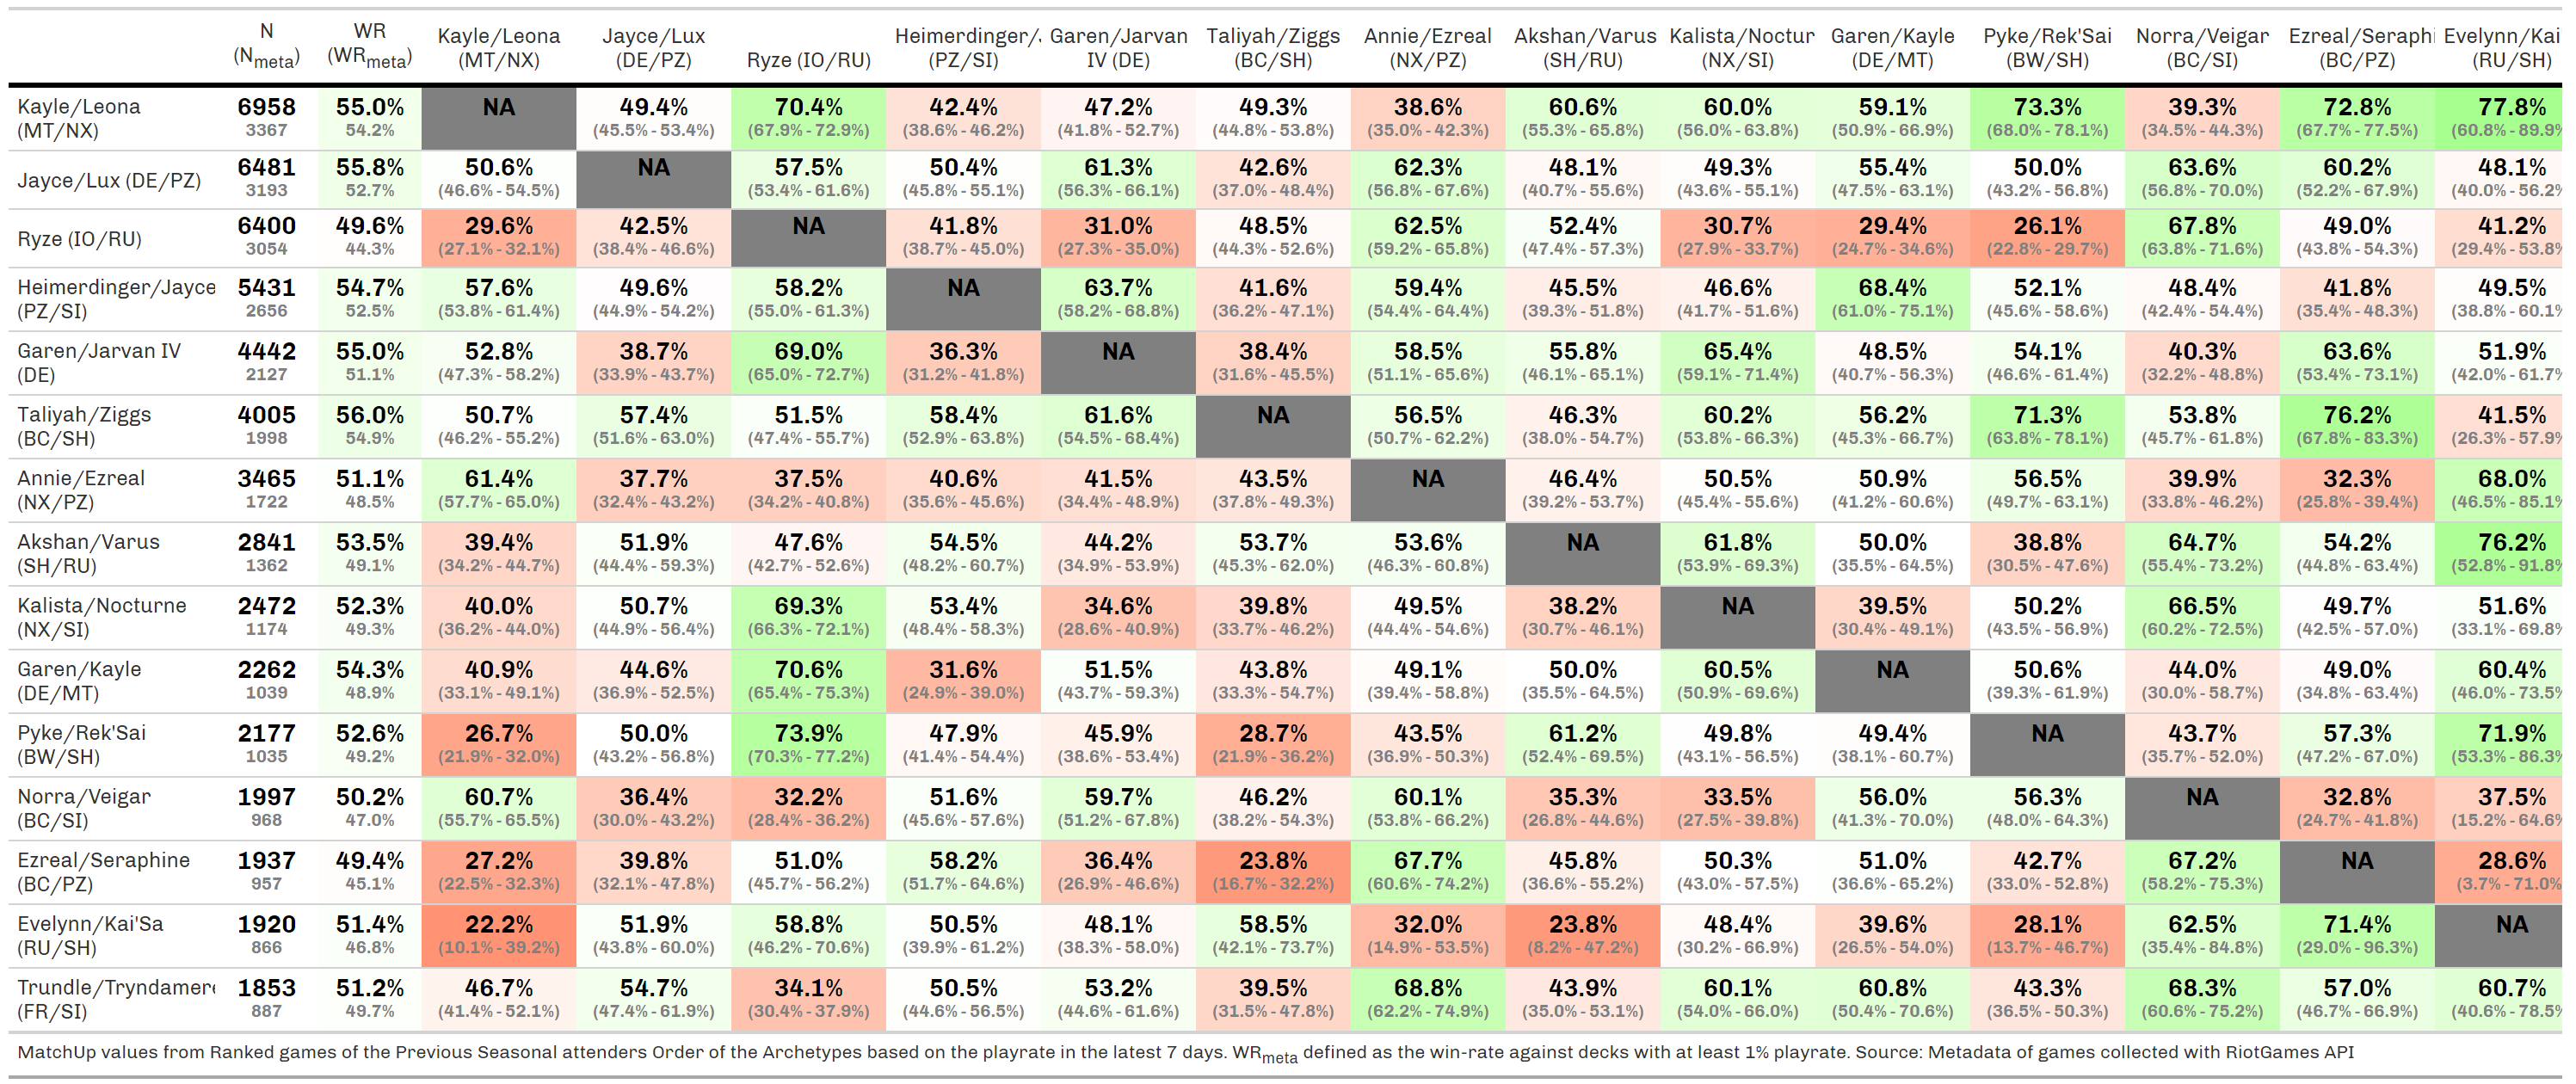 N (N meta) WR (WR meta) Kayle/Leona (MT/NX) Jayce/Lux (DE/PZ) Ryze (IO/RU) Heimerdinger/J (PZ/SI) Garen/Jarvan IV (DE) Taliyah/Ziggs (BC/SH) Annie/Ezreal (NX/PZ) Akshan/Varus (SH/RU) Kalista/Noctur (NX/SI) Garen/Kayle (DE/MT) Pyke/Rek'Sai (BW/SH) Norra/Veigar (BC/SI) Ezreal/Seraphi (BC/PZ) Evelynn/Kai (RU/SH)
Kayle/Leona 6958 55.0% NA 49.4% 70.4% 42.4% 47.2% 49.3% 38.6% 60.6% 60.0% 59.1% 73.3% 39.3% 72.8% 77.8%
(MT/NX) 3367 54.2% (45.5% - 53.4%) (67.9% - 72.9%) (38.6% - 46.2%) (41.8% - 52.7%) (44.8% - 53.8%) (35.0% - 42.3%) (55.3% - 65.8%) (56.0% - 63.8%) (50.9% - 66.9%) (68.0% - 78.1%) (34.5% - 44.3%) (67.7% - 77.5%) (60.8% - 89.9%
Jayce/Lux (DE/PZ) 6481 55.8% 50.6% NA 57.5% 50.4% 61.3% 42.6% 62.3% 48.1% 49.3% 55.4% 50.0% 63.6% 60.2% 48.1%
3193 52.7% (46.6% - 54.5%) (53.4% - 61.6%) (45.8% - 55.1%) (56.3% - 66.1%) (37.0% - 48.4%) (56.8% - 67.6%) (40.7% - 55.6%) (43.6% - 55.1%) (47.5% - 63.1%) (43.2% - 56.8%) (56.8% - 70.0%) (52.2% - 67.9%) (40.0% - 56.2%
Ryze (IO/RU) 6400 49.6% 29.6% 42.5% NA 41.8% 31.0% 48.5% 62.5% 52.4% 30.7% 29.4% 26.1% 67.8% 49.0% 41.2%
3054 44.3% (27.1% - 32.1%) (38.4% - 46.6%) (38.7% - 45.0%) (27.3% - 35.0%) (44.3% - 52.6%) (59.2% - 65.8%) (47.4% - 57.3%) (27.9% - 33.7%) (24.7% - 34.6%) (22.8% - 29.7%) (63.8% - 71.6%) (43.8% - 54.3%) (29.4% - 53.8%
Heimerdinger/Jayce 5431 54.7% 57.6% 49.6% 58.2% NA 63.7% 41.6% 59.4% 45.5% 46.6% 68.4% 52.1% 48.4% 41.8% 49.5%
(PZ/SI) 2656 52.5% (53.8% - 61.4%) (44.9% - 54.2%) (55.0% - 61.3%) (58.2% - 68.8%) (36.2% - 47.1%) (54.4% - 64.4%) (39.3% - 51.8%) (41.7% - 51.6%) (61.0% - 75.1%) (45.6% - 58.6%) (42.4% - 54.4%) (35.4% - 48.3%) (38.8% - 60.1%
Garen/Jarvan IV 4442 55.0% 52.8% 38.7% 69.0% 36.3% NA 38.4% 58.5% 55.8% 65.4% 48.5% 54.1% 40.3% 63.6% 51.9%
(DE) 2127 51.1% (47.3% - 58.2%) (33.9% - 43.7%) (65.0% - 72.7%) (31.2% - 41.8%) (31.6% - 45.5%) (51.1% - 65.6%) (46.1% - 65.1%) (59.1% - 71.4%) (40.7% - 56.3%) (46.6% - 61.4%) (32.2% - 48.8%) (53.4% - 73.1%) (42.0% - 61.7%
Taliyah/Ziggs 4005 56.0% 50.7% 57.4% 51.5% 58.4% 61.6% NA 56.5% 46.3% 60.2% 56.2% 71.3% 53.8% 76.2% 41.5%
(BC/SH) 1998 54.9% (46.2% - 55.2%) (51.6% - 63.0%) (47.4% - 55.7%) (52.9% - 63.8%) (54.5% - 68.4%) (50.7% - 62.2%) (38.0% - 54.7%) (53.8% - 66.3%) (45.3% - 66.7%) (63.8% - 78.1%) (45.7% - 61.8%) (67.8% - 83.3%) (26.3% - 57.9%
Annie/Ezreal 3465 51.1% 61.4% 37.7% 37.5% 40.6% 41.5% 43.5% NA 46.4% 50.5% 50.9% 56.5% 39.9% 32.3% 68.0%
(NX/PZ) 1722 48.5% (57.7% - 65.0%) (32.4% - 43.2%) (34.2% - 40.8%) (35.6% - 45.6%) (34.4% - 48.9%) (37.8% - 49.3%) (39.2% - 53.7%) (45.4% - 55.6%) (41.2% - 60.6%) (49.7% - 63.1%) (33.8% - 46.2%) (25.8% - 39.4%) (46.5% - 85.1%
Akshan/Varus 2841 53.5% 39.4% 51.9% 47.6% 54.5% 44.2% 53.7% 53.6% NA 61.8% 50.0% 38.8% 64.7% 54.2% 76.2%
(SH/RU) 1362 49.1% (34.2% - 44.7%) (44.4% - 59.3%) (42.7% - 52.6%) (48.2% - 60.7%) (34.9% - 53.9%) (45.3% - 62.0%) (46.3% - 60.8%) (53.9% - 69.3%) (35.5% - 64.5%) (30.5% - 47.6%) (55.4% - 73.2%) (44.8% - 63.4%) (52.8% - 91.8%
Kalista/Nocturne 2472 52.3% 40.0% 50.7% 69.3% 53.4% 34.6% 39.8% 49.5% 38.2% NA 39.5% 50.2% 66.5% 49.7% 51.6%
(NX/SI) 1174 49.3% (36.2% - 44.0%) (44.9% - 56.4%) (66.3% - 72.1%) (48.4% - 58.3%) (28.6% - 40.9%) (33.7% - 46.2%) (44.4% - 54.6%) (30.7% - 46.1%) (30.4% - 49.1%) (43.5% - 56.9%) (60.2% - 72.5%) (42.5% - 57.0%) (33.1% - 69.8%
Garen/Kayle 2262 54.3% 40.9% 44.6% 70.6% 31.6% 51.5% 43.8% 49.1% 50.0% 60.5% NA 50.6% 44.0% 49.0% 60.4%
(DE/MT) 1039 48.9% (33.1% - 49.1%) (36.9% - 52.5%) (65.4% - 75.3%) (24.9% - 39.0%) (43.7% - 59.3%) (33.3% - 54.7%) (39.4% - 58.8%) (35.5% - 64.5%) (50.9% - 69.6%) (39.3% - 61.9%) (30.0% - 58.7%) (34.8% - 63.4%) (46.0% - 73.5%
Pyke/Rek'Sai 2177 52.6% 26.7% 50.0% 73.9% 47.9% 45.9% 28.7% 43.5% 61.2% 49.8% 49.4% NA 43.7% 57.3% 71.9%
(BW/SH) 1035 49.2% (21.9% - 32.0%) (43.2% - 56.8%) (70.3% - 77.2%) (41.4% - 54.4%) (38.6% - 53.4%) (21.9% - 36.2%) (36.9% - 50.3%) (52.4% - 69.5%) (43.1% - 56.5%) (38.1% - 60.7%) (35.7% - 52.0%) (47.2% - 67.0%) (53.3% - 86.3%
Norra/Veigar 1997 50.2% 60.7% 36.4% 32.2% 51.6% 59.7% 46.2% 60.1% 35.3% 33.5% 56.0% 56.3% NA 32.8% 37.5%
(BC/SI) 968 47.0% (55.7% - 65.5%) (30.0% - 43.2%) (28.4% - 36.2%) (45.6% - 57.6%) (51.2% - 67.8%) (38.2% - 54.3%) (53.8% - 66.2%) (26.8% - 44.6%) (27.5% - 39.8%) (41.3% - 70.0%) (48.0% - 64.3%) (24.7% - 41.8%) (15.2% - 64.6%
Ezreal/Seraphine 1937 49.4% 27.2% 39.8% 51.0% 58.2% 36.4% 23.8% 67.7% 45.8% 50.3% 51.0% 42.7% 67.2% NA 28.6%
(BC/PZ) 957 45.1% (22.5% - 32.3%) (32.1% - 47.8%) (45.7% - 56.2%) (51.7% - 64.6%) (26.9% - 46.6%) (16.7% - 32.2%) (60.6% - 74.2%) (36.6% - 55.2%) (43.0% - 57.5%) (36.6% - 65.2%) (33.0% - 52.8%) (58.2% - 75.3%) (3.7% - 71.0%
Evelynn/Kai'Sa 1920 51.4% 22.2% 51.9% 58.8% 50.5% 48.1% 58.5% 32.0% 23.8% 48.4% 39.6% 28.1% 62.5% 71.4% NA
(RU/SH) 866 46.8% (10.1% - 39.2%) (43.8% - 60.0%) (46.2% - 70.6%) (39.9% - 61.2%) (38.3% - 58.0%) (42.1% - 73.7%) (14.9% - 53.5%) (8.2% - 47.2%) (30.2% - 66.9%) (26.5% - 54.0%) (13.7% - 46.7%) (35.4% - 84.8%) (29.0% - 96.3%)
Trundle/Tryndamere 1853 51.2% 46.7% 54.7% 34.1% 50.5% 53.2% 39.5% 68.8% 43.9% 60.1% 60.8% 43.3% 68.3% 57.0% 60.7%
(FR/SI) 887 49.7% (41.4% - 52.1%) (47.4% - 61.9%) (30.4% - 37.9%) (44.6% - 56.5%) (44.6% - 61.6%) (31.5% - 47.8%) (62.2% - 74.9%) (35.0% - 53.1%) (54.0% - 66.0%) (50.4% - 70.6%) (36.5% - 50.3%) (60.6% - 75.2%) (46.7% - 66.9%) (40.6% - 78.5%
MatchUp values from Ranked games of the Previous Seasonal attenders Order of the Archetypes based on the playrate in the latest 7 days. WR meta defined as the win-rate against decks with at least 1% playrate. Source: Metadata of games collected with RiotGames API